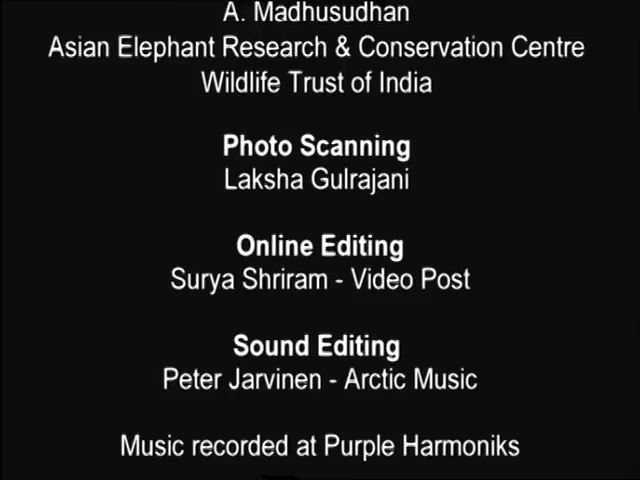 A. Madhusudhan
Asian Elephant Research & Conservation Centre
Wildlife Trust of India
Photo Scanning
Laksha Gulrajani
Online Editing
Surya Shriram - Video Post
Sound Editing
Peter Jarvinen - Arctic Music
Music recorded at Purple Harmoniks